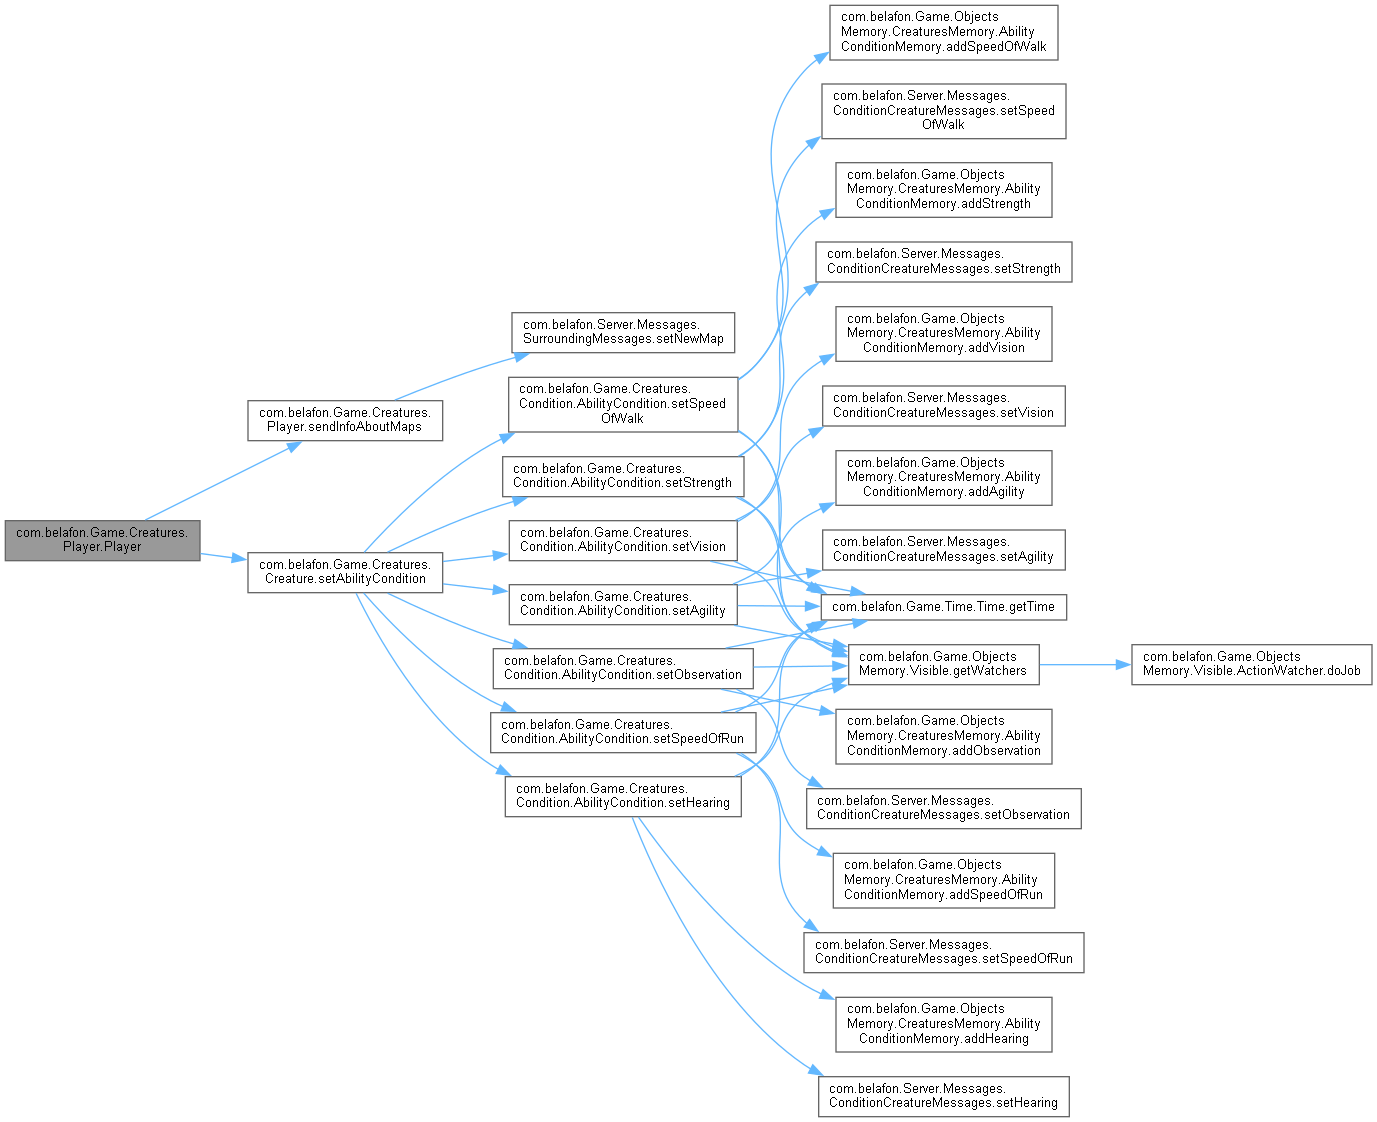 com.belafon.Game.Creatures.
Player.Player
com.belafon.Game.Creatures.
Player.sendInfoAboutMaps
com.belafon.Game.Creatures.
Creature.setAbilityCondition
com.belafon.Server.Messages.
SurroundingMessages.setNewMap
com.belafon.Game.Creatures.
Condition.AbilityCondition.setSpeed
OfWalk
com.belafon.Game.Creatures.
Condition.AbilityCondition.setStrength
com.belafon.Game.Creatures.
Condition.AbilityCondition.setVision
com.belafon.Game.Creatures.
Condition.AbilityCondition.setAgility
com.belafon.Game.Creatures.
Condition.AbilityCondition.setObservation
com.belafon.Game.Creatures.
Condition.AbilityCondition.setSpeedOfRun
com.belafon.Game.Creatures.
Condition.AbilityCondition.setHearing
com.belafon.Game.Objects
Memory.CreaturesMemory.Ability
ConditionMemory.addSpeedOfWalk
com.belafon.Server.Messages.
ConditionCreatureMessages.setSpeed
OfWalk
com.belafon.Game.Objects
Memory.CreaturesMemory.Ability
ConditionMemory.addStrength
com.belafon.Server.Messages.
ConditionCreatureMessages.setStrength
com.belafon.Game.Objects
Memory.CreaturesMemory.Ability
ConditionMemory.addVision
com.belafon.Server.Messages.
ConditionCreatureMessages.setVision
com.belafon.Game.Objects
Memory.CreaturesMemory.Ability
ConditionMemory.addAgility
com.belafon.Server.Messages.
ConditionCreatureMessages.setAgility
com.belafon.Game.Time.Time.getTime
com.belafon.Game.Objects
Memory.Visible.getWatchers
com.belafon.Game.Objects
Memory.CreaturesMemory.Ability
ConditionMemory.addObservation
com.belafon.Server.Messages.
ConditionCreatureMessages.setObservation
com.belafon.Game.Objects
Memory.CreaturesMemory.Ability
ConditionMemory.addSpeedOfRun
com.belafon.Server.Messages.
ConditionCreatureMessages.setSpeedOfRun
com.belafon.Game.Objects
Memory.CreaturesMemory.Ability
ConditionMemory.addHearing
com.belafon.Server.Messages.
ConditionCreatureMessages.setHearing
com.belafon.Game.Objects
Memory.Visible.ActionWatcher.doJob